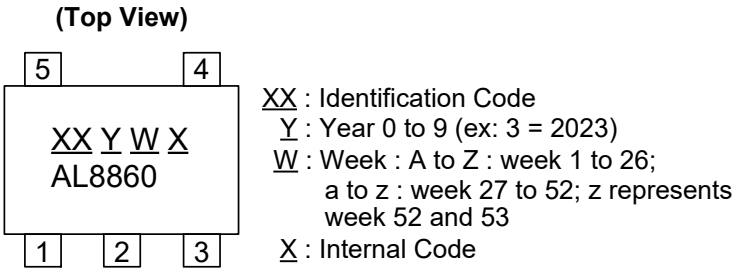 (Top View)
5 4
XX Y W X
AL8860
1 2 3
XX : Identification Code
Y : Year 0 to 9 (ex: 3 = 2023)
W : Week : A to Z : week 1 to 26;
a to z : week 27 to 52; z represents
week 52 and 53
X : Internal Code